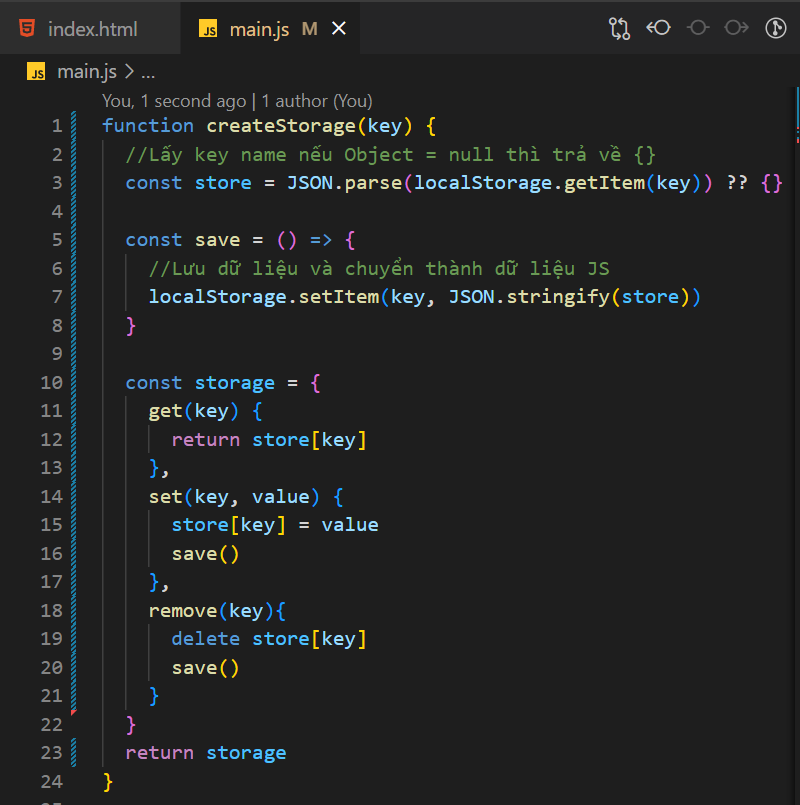 index.html
JS main.js M
JS main.js > ...
You, 1 second ago | 1 author (You)
1 function createStorage(key) {
2   //Lấy key name nếu Object = null thì trả về {}
3   const store = JSON.parse(localStorage.getItem(key)) ?? {}
4
5   const save = () => {
6     //Lưu dữ liệu và chuyển thành dữ liệu JS
7     localStorage.setItem(key, JSON.stringify(store))
8   }
9
10   const storage = {
11     get(key) {
12       return store[key]
13     },
14     set(key, value) {
15       store[key] = value
16       save()
17     },
18     remove(key){
19       delete store[key]
20       save()
21     }
22   }
23   return storage
24 }